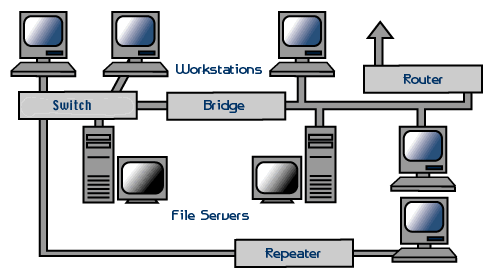 Workstations
Router
Switch
Bridge
File Servers
Repeater